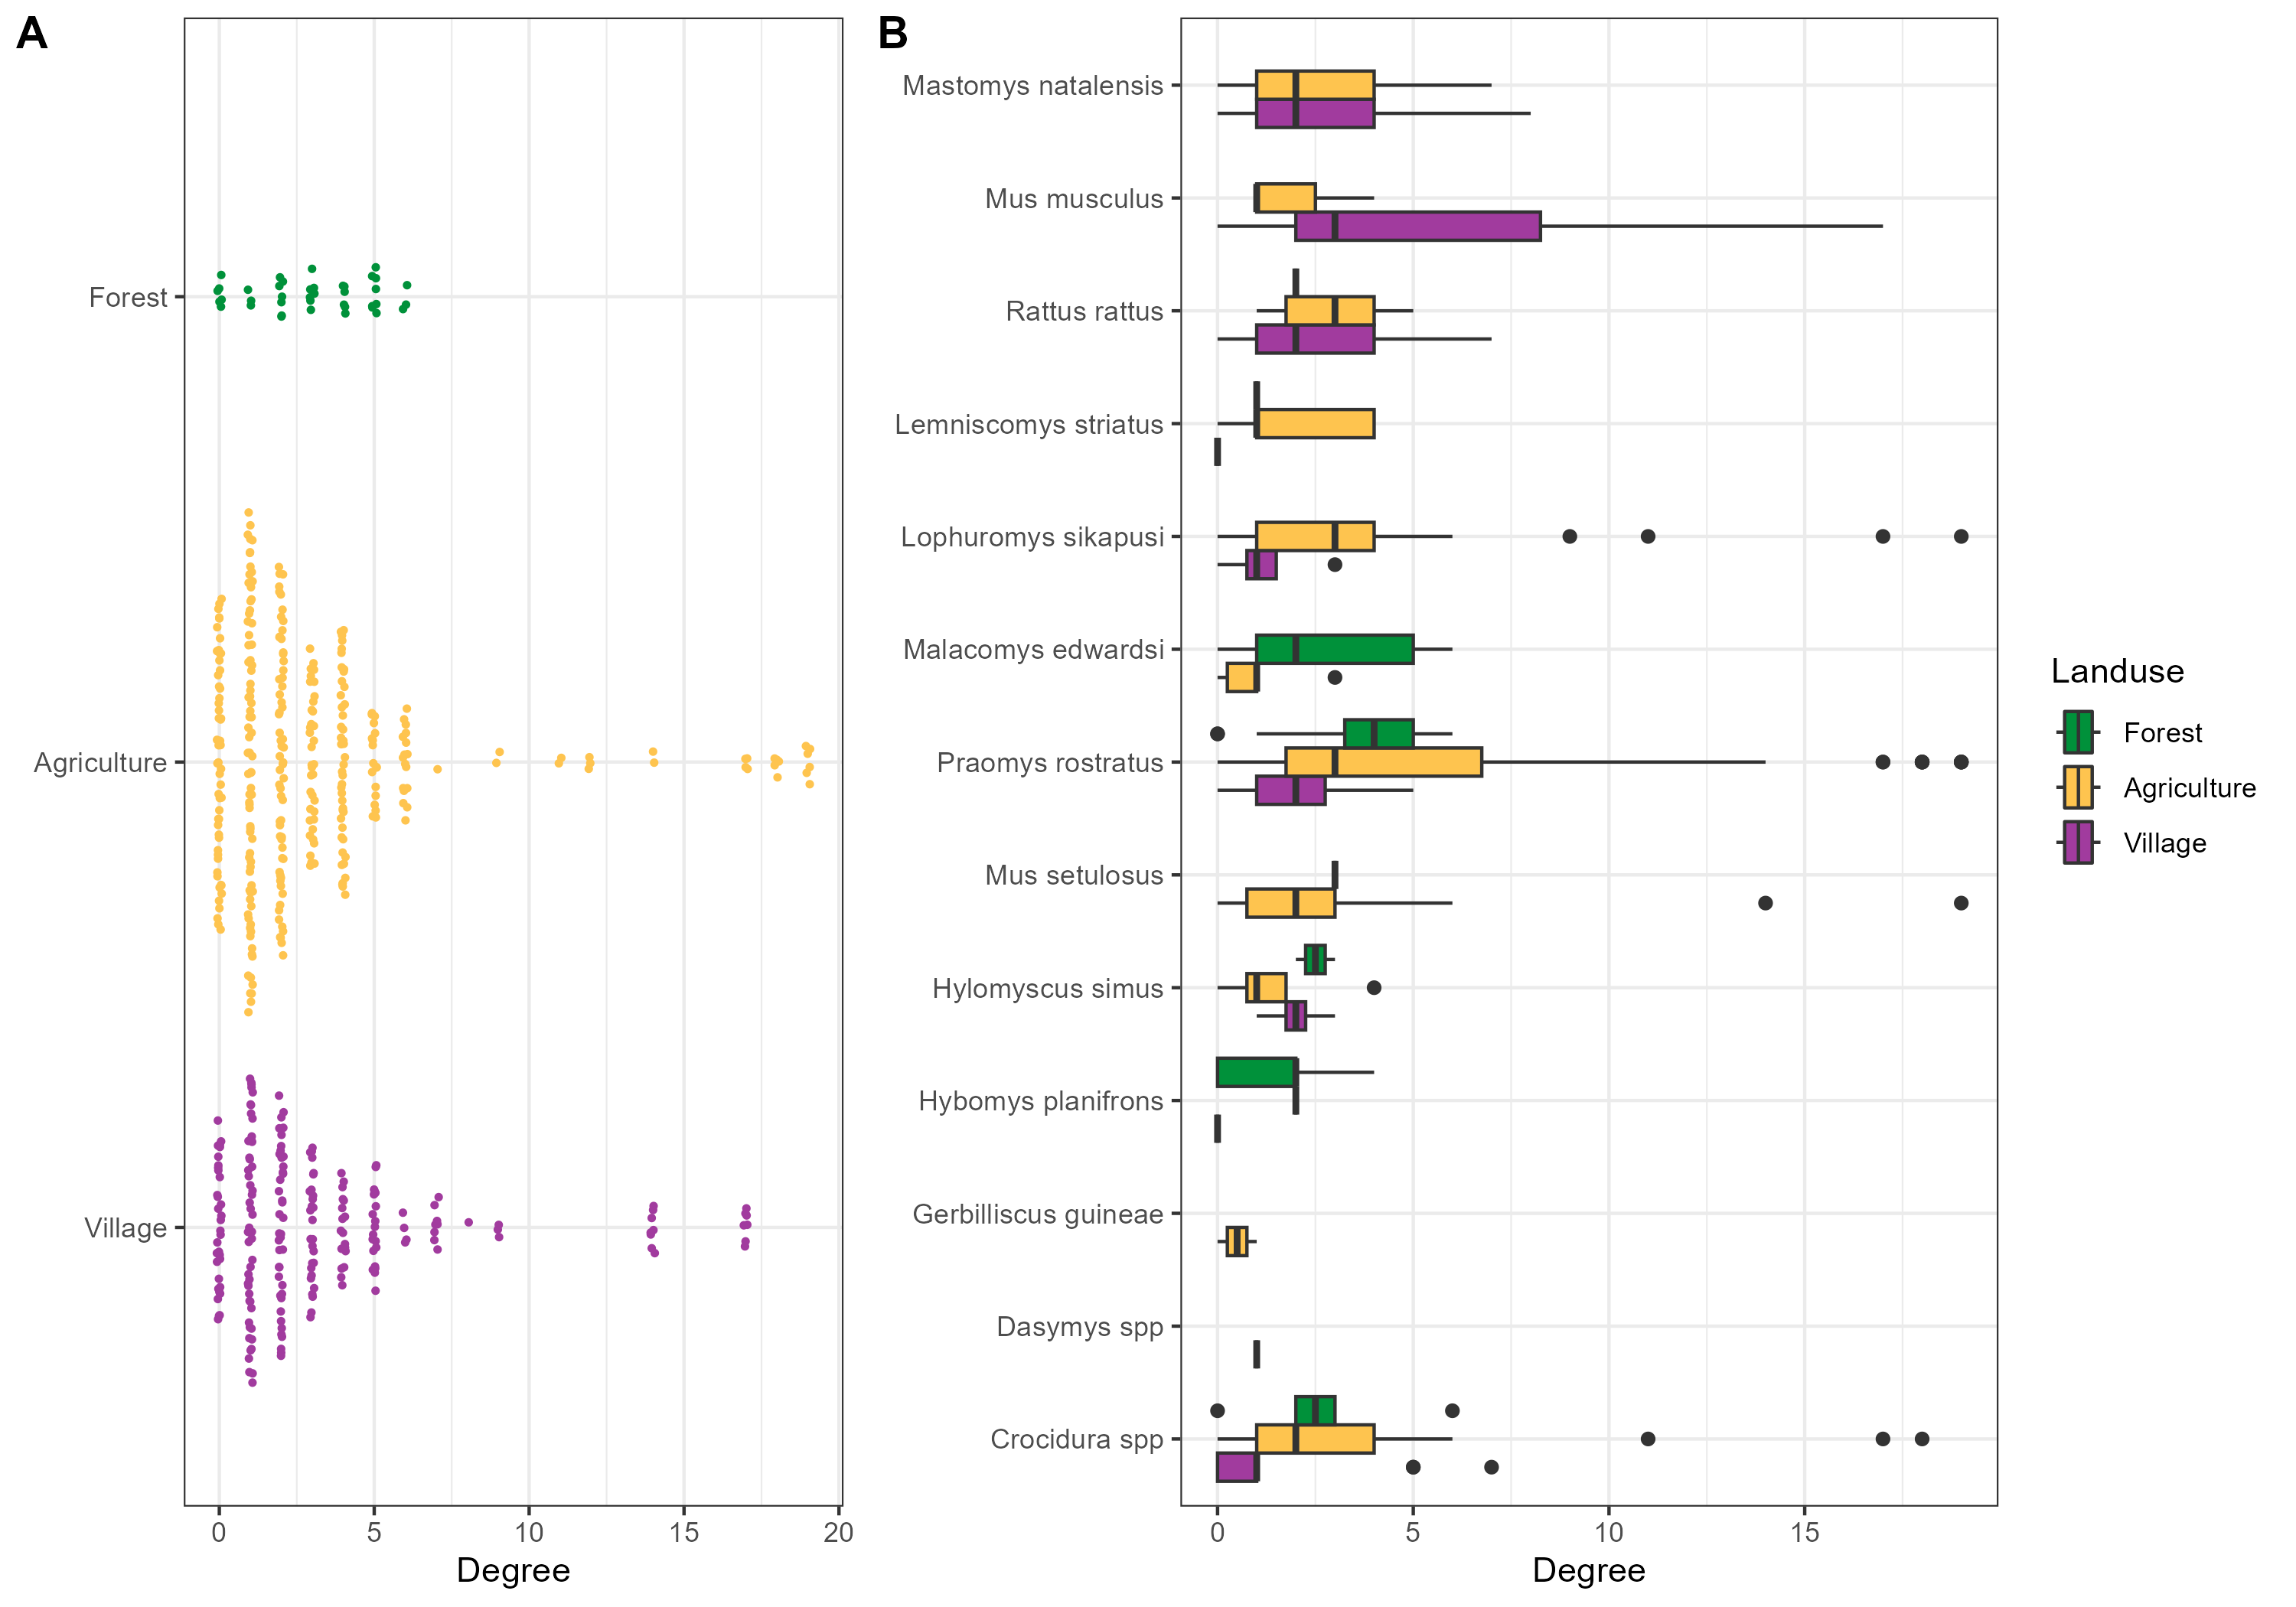 A
Forest
Agriculture
Village
0 5 10 15 20
Degree
B
Mastomys natalensis
Mus musculus
Rattus rattus
Lemniscomys striatus
Lophuromys sikapusi
Malacomys edwardsi
Praomys rostratus
Mus setulosus
Hylomyscus simus
Hybomys planifrons
Gerbilliscus guineae
Dasymys spp
Crocidura spp
0 5 10 15
Degree
Landuse
Forest
Agriculture
Village